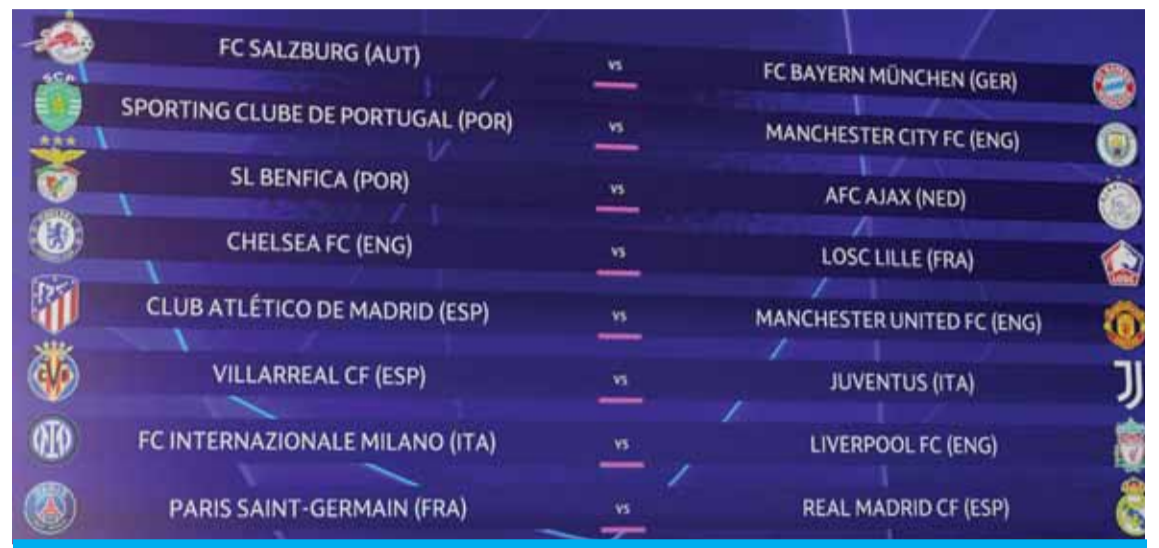 FC SALZBURG (AUT) vs FC BAYERN MÜNCHEN (GER)
SCP
SPORTING CLUBE DE PORTUGAL (POR) vs MANCHESTER CITY FC (ENG)
SL BENFICA (POR) vs AFC AJAX (NED)
CHELSEA FC (ENG) vs LOSC LILLE (FRA)
LOSC
CLUB ATLÉTICO DE MADRID (ESP) vs MANCHESTER UNITED FC (ENG)
VILLARREAL CF (ESP) vs JUVENTUS (ITA)
FC INTERNAZIONALE MILANO (ITA) vs LIVERPOOL FC (ENG)
PARIS SAINT-GERMAIN (FRA) vs REAL MADRID CF (ESP)